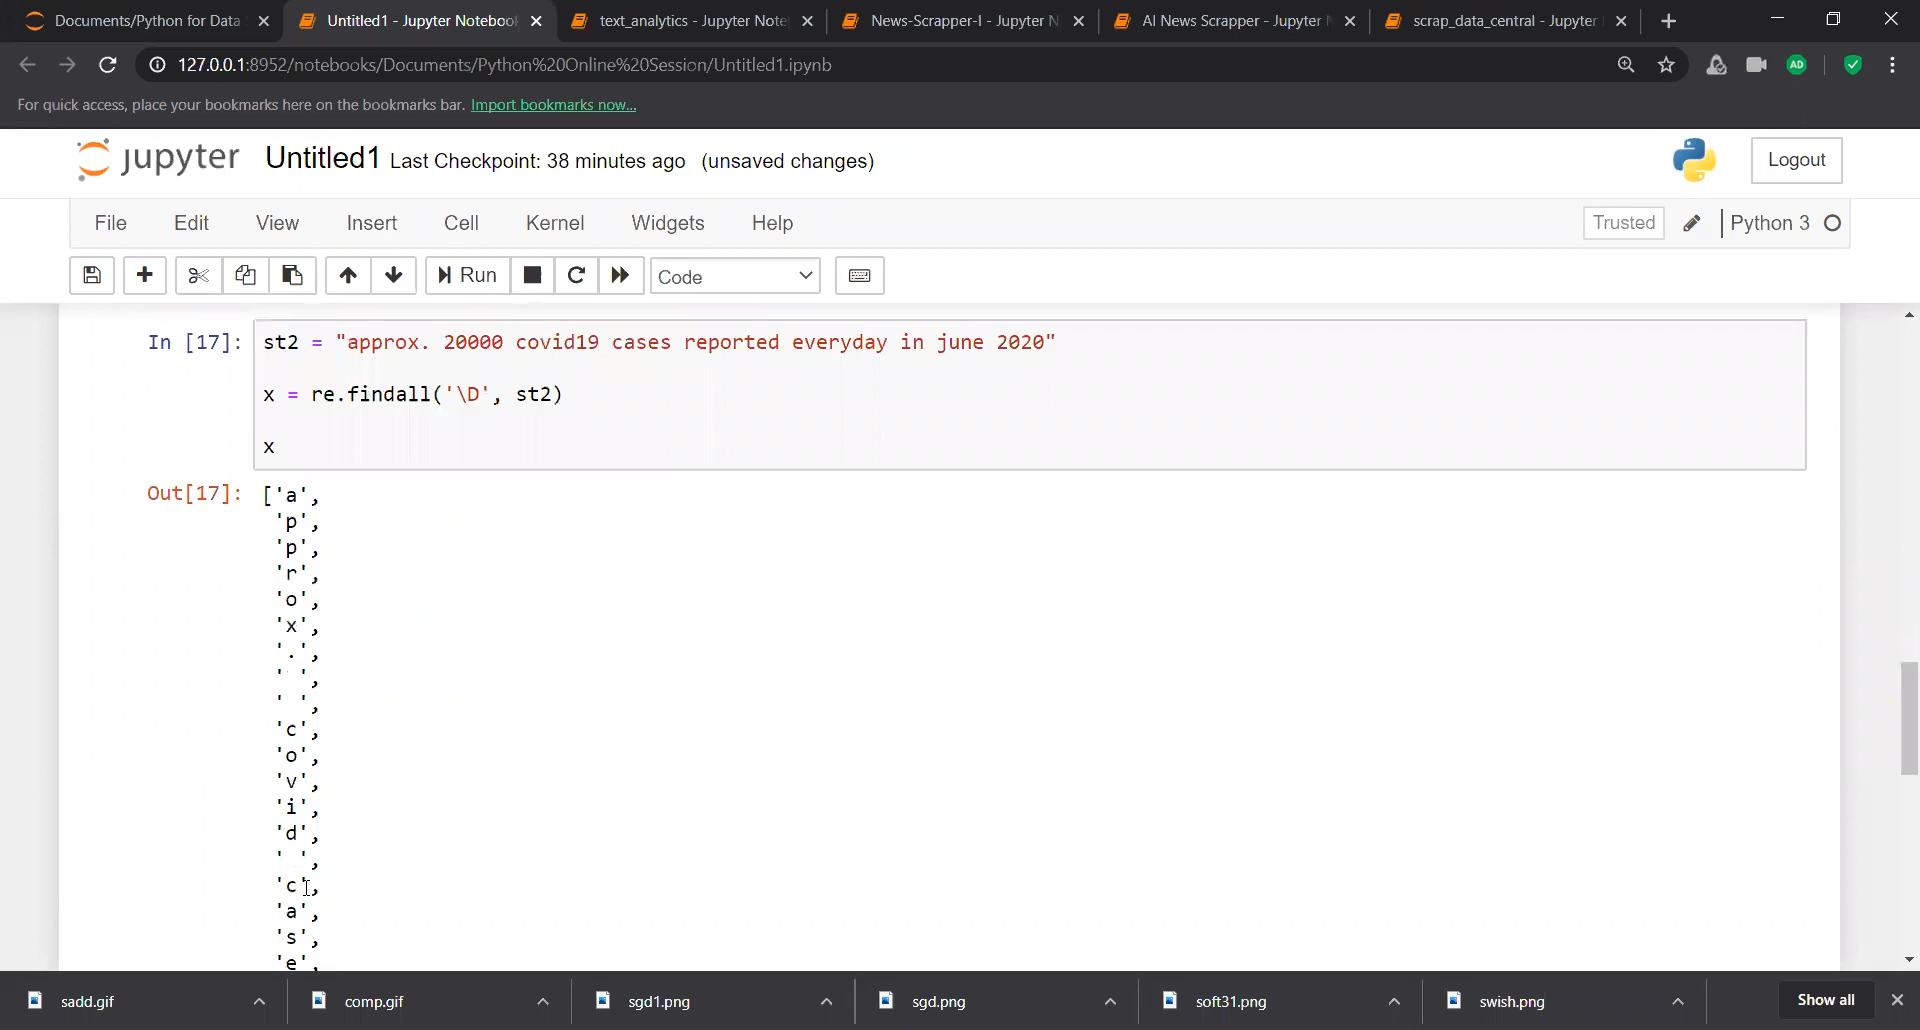 Documents/Python for Data
Untitled1 - Jupyter Noteboo
text_analytics - Jupyter Note
News-Scrapper-I - Jupyter N
AI News Scrapper - Jupyter N
scrap_data_central - Jupyter
127.0.0.1:8952/notebooks/Documents/Python%20Online%20Session/Untitled1.ipynb
AD
For quick access, place your bookmarks here on the bookmarks bar. Import bookmarks now...
jupyter Untitled1 Last Checkpoint: 38 minutes ago (unsaved changes)
Logout
File Edit View Insert Cell Kernel Widgets Help
Trusted
Python 3
Run
Code
In [17]: st2 = "approx. 20000 covid19 cases reported everyday in june 2020"
x = re.findall('\D', st2)
x
Out[17]: ['a',
'p',
'p',
'r',
'o',
'x',
'.',
' ',
' ',
'c',
'o',
'v',
'i',
'd',
' ',
'c',
'a',
's',
'e',
sadd.gif
comp.gif
sgd1.png
sgd.png
soft31.png
swish.png
Show all